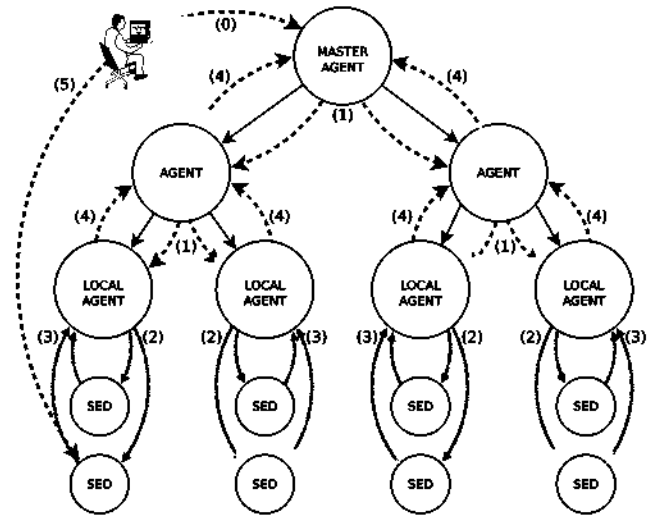 (0)
MASTER
AGENT
(5)
(4)
(4)
(1)
AGENT
AGENT
(4)
(1)
(4)
(4)
(1)
(4)
LOCAL
AGENT
LOCAL
AGENT
LOCAL
AGENT
LOCAL
AGENT
(3)
(2)
(2)
(3)
(3)
(2)
(2)
(3)
SED
SED
SED
SED
SED
SED
SED
SED